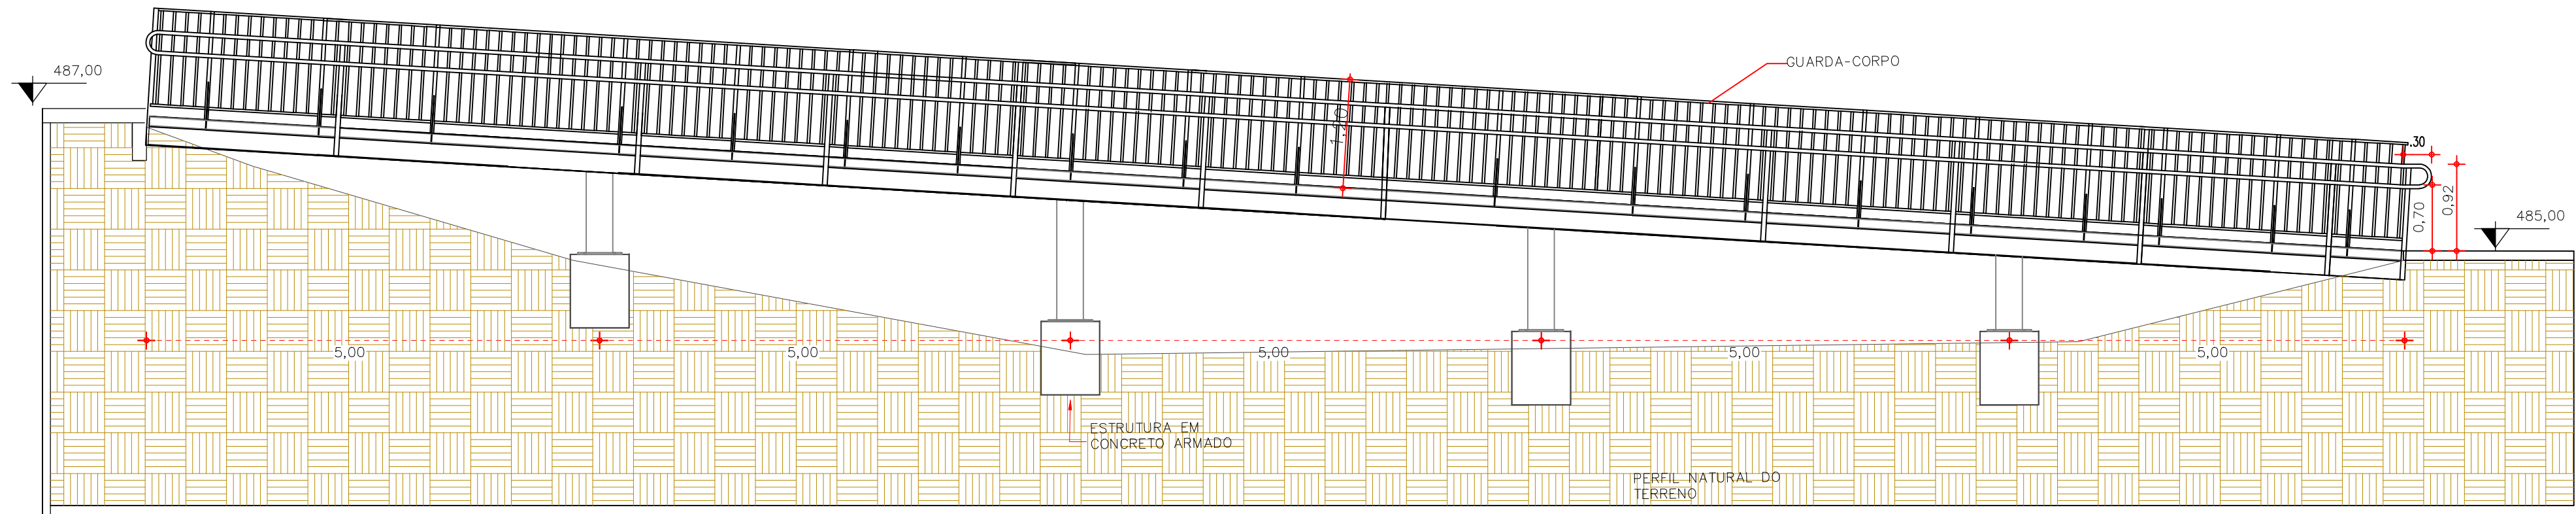 487,00
GUARDA-CORPO
1,20
.30
0,70
0,92
485,00
5,00
5,00
5,00
5,00
5,00
ESTRUTURA EM
CONCRETO ARMADO
PERFIL NATURAL DO
TERRENO